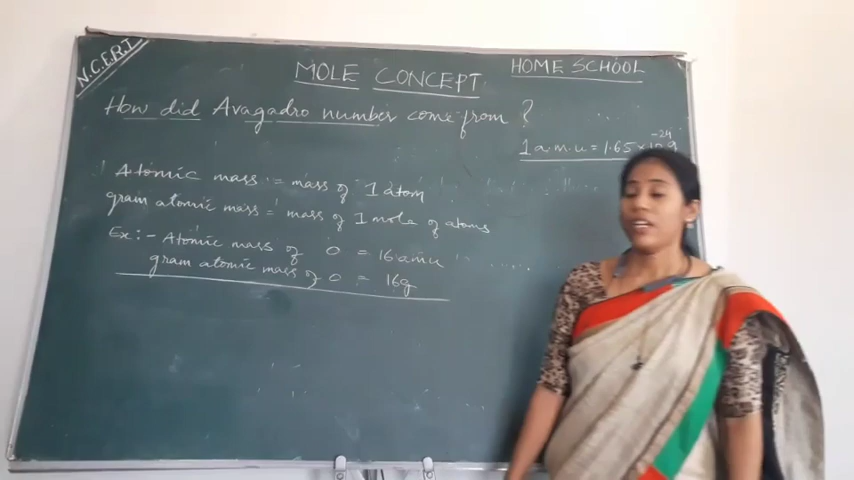 N.C.E.R.T
MOLE CONCEPT
HOME SCHOOL
How did Avagadro number come from ?
1 a.m.u = 1.65 × 10⁻²⁴ g
Atomic mass = mass of 1 atom
gram atomic mass = mass of 1 mole of atoms
Ex:- Atomic mass of O = 16 amu
gram atomic mass of O = 16g